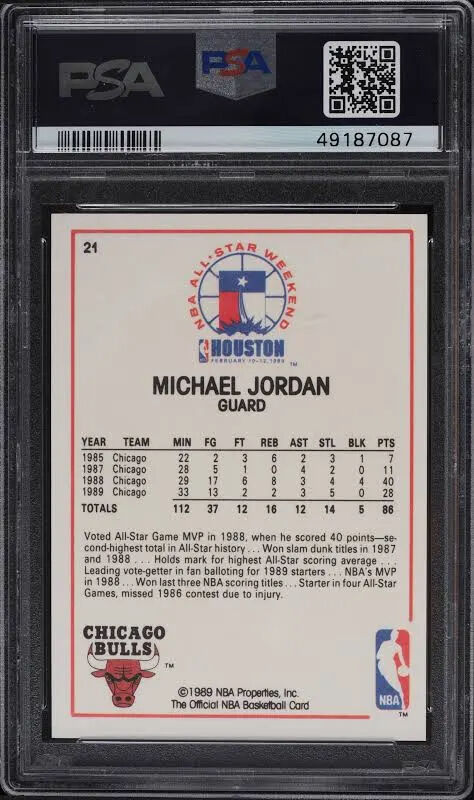 PSA
PSA
49187087
21
NBA ALL-STAR WEEKEND
HOUSTON
FEBRUARY 10-12, 1989
TM
MICHAEL JORDAN
GUARD
YEAR TEAM MIN FG FT REB AST STL BLK PTS
1985 Chicago 22 2 3 6 2 3 1 7
1987 Chicago 28 5 1 0 4 2 0 11
1988 Chicago 29 17 6 8 3 4 4 40
1989 Chicago 33 13 2 2 3 5 0 28
TOTALS 112 37 12 16 12 14 5 86
Voted All-Star Game MVP in 1988, when he scored 40 points—se-
cond-highest total in All-Star history . . . Won slam dunk titles in 1987
and 1988 . . . Holds mark for highest All-Star scoring average . . .
Leading vote-getter in fan balloting for 1989 starters . . . NBA's MVP
in 1988 . . . Won last three NBA scoring titles . . . Starter in four All-Star
Games, missed 1986 contest due to injury.
CHICAGO
BULLS
TM
©1989 NBA Properties, Inc.
The Official NBA Basketball Card
NBA
TM